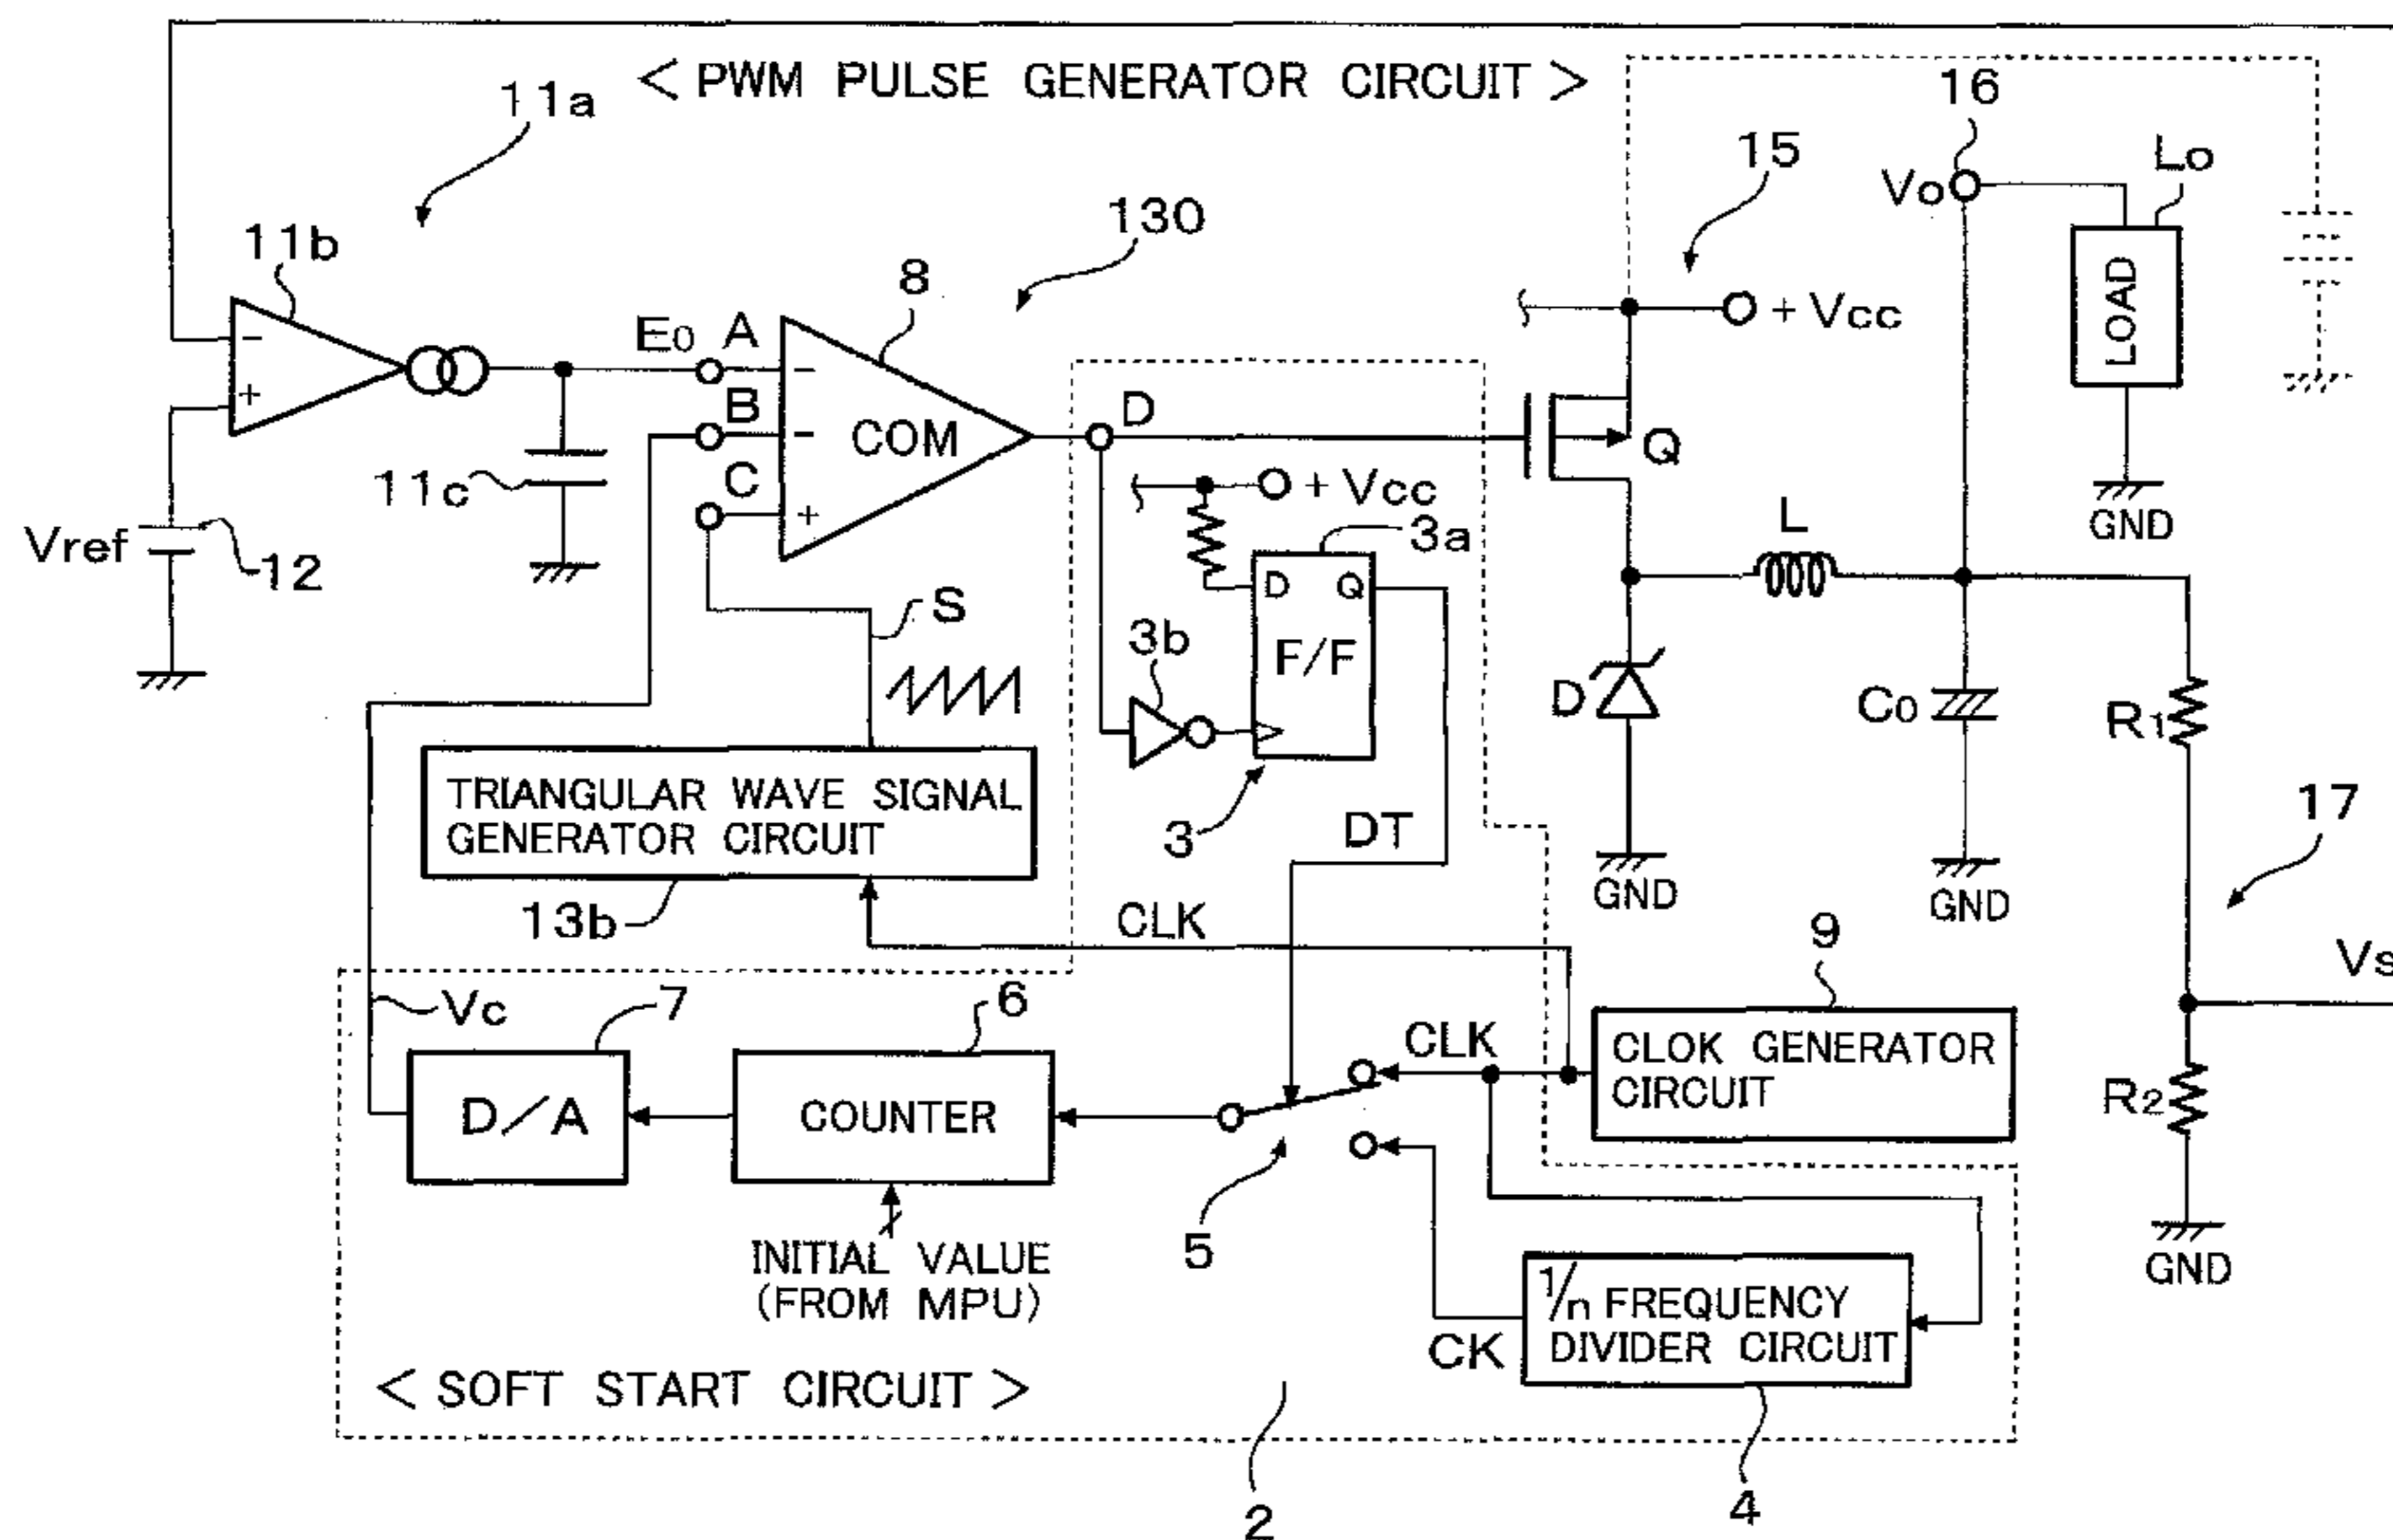 < PWM PULSE GENERATOR CIRCUIT >
11a
16
15
Lo
Vo
11b
130
8
E0
A
+ Vcc
LOAD
-
+
-
B
-
COM
D
Q
11c
C
+
+ Vcc
GND
Vref
12
3a
L
S
D
Q
3b
F/F
D
C0
R1
TRIANGULAR WAVE SIGNAL
GENERATOR CIRCUIT
3
DT
17
GND
GND
13b
CLK
9
Vs
Vc
7
6
CLK
CLOK GENERATOR
CIRCUIT
D/A
COUNTER
R2
5
INITIAL VALUE
(FROM MPU)
GND
1/n FREQUENCY
DIVIDER CIRCUIT
CK
< SOFT START CIRCUIT >
2
4